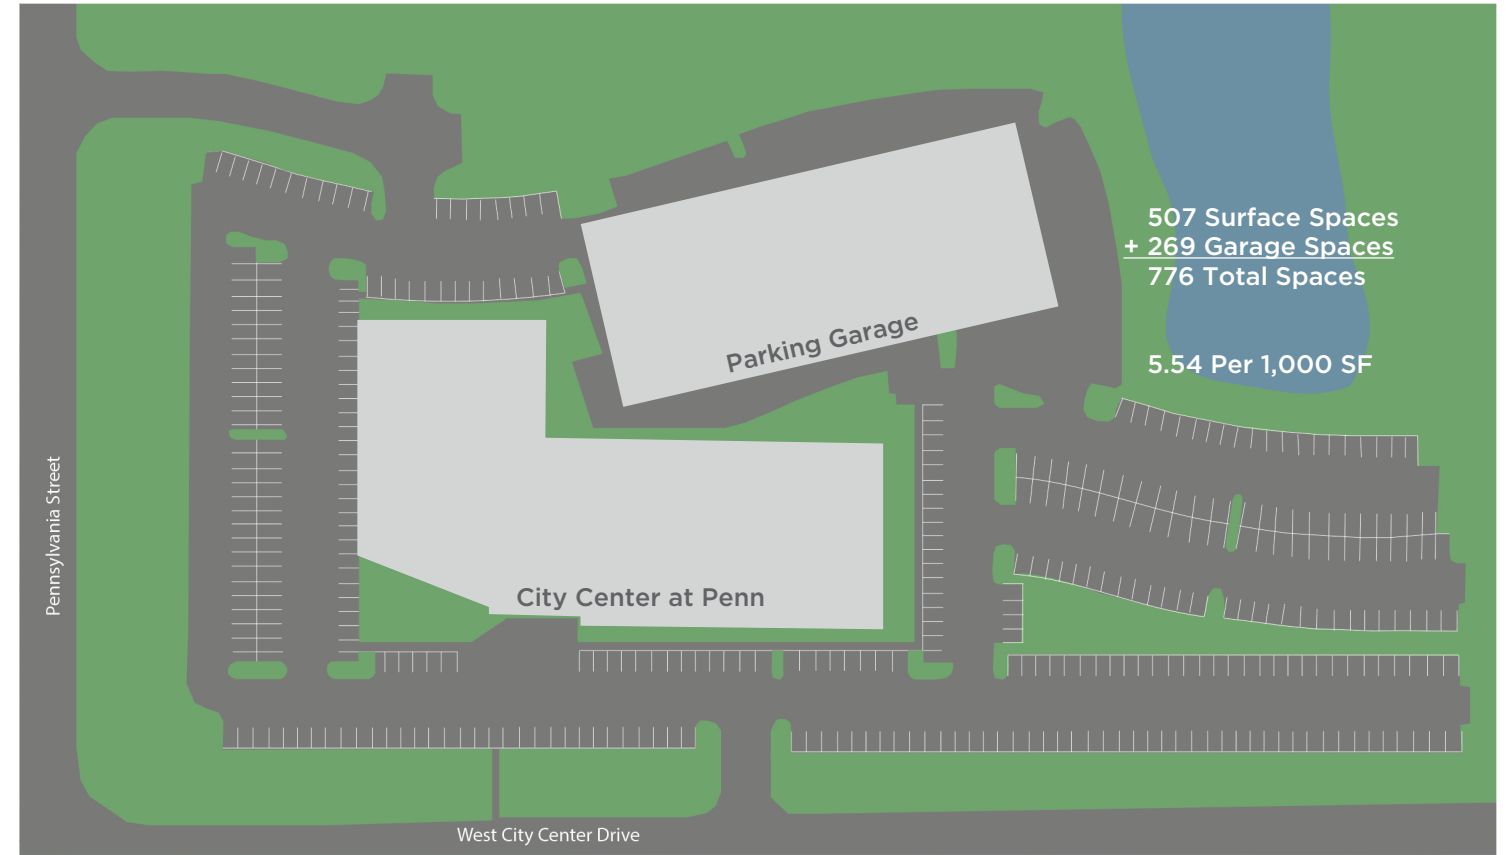 507 Surface Spaces
+ 269 Garage Spaces
776 Total Spaces
5.54 Per 1,000 SF
Parking Garage
City Center at Penn
Pennsylvania Street
West City Center Drive